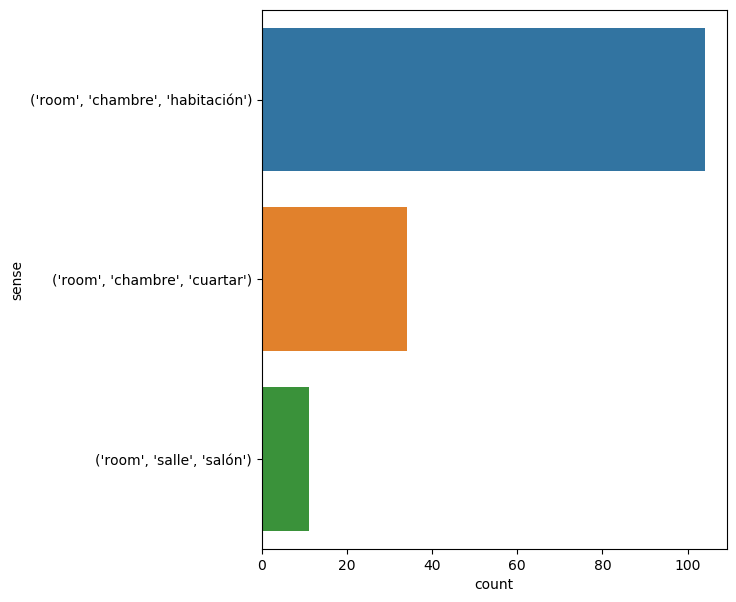 ('room', 'chambre', 'habitación')
('room', 'chambre', 'cuartar')
('room', 'salle', 'salón')
sense
0 20 40 60 80 100
count